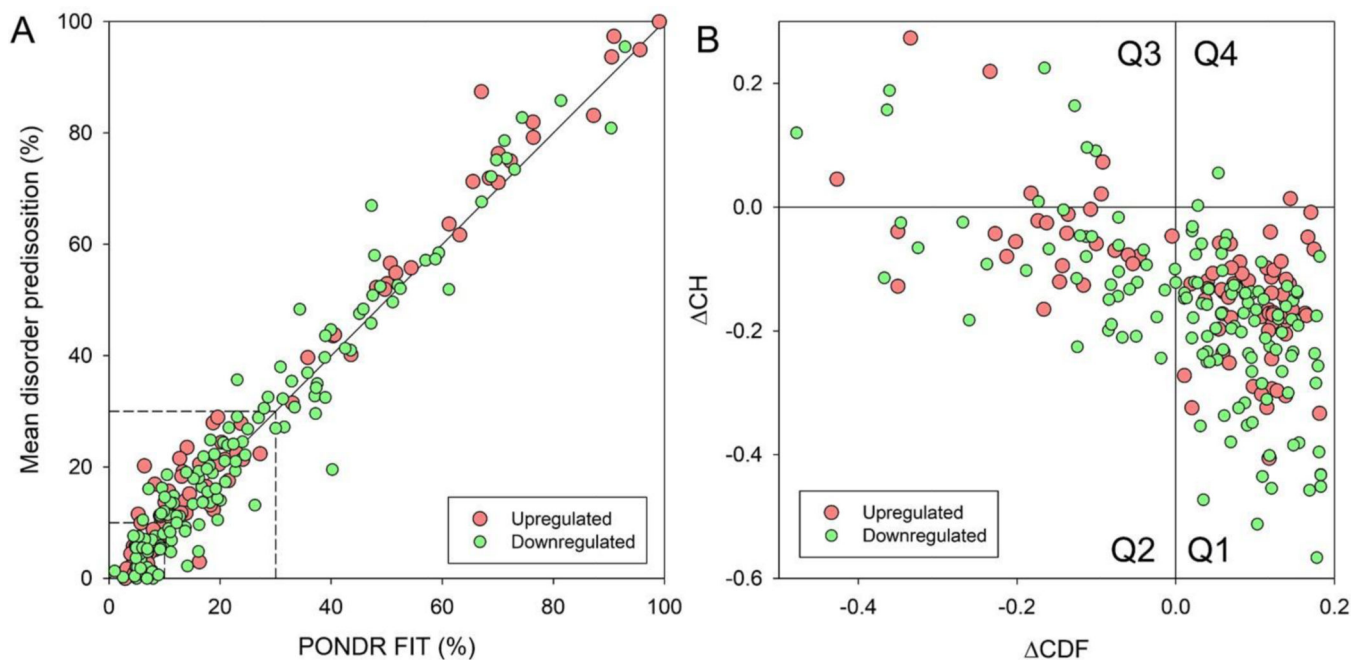 A
Mean disorder predisosition (%)
100
80
60
40
20
0
0 20 40 60 80 100
PONDR FIT (%)
Upregulated
Downregulated
B
ΔCH
0.2
0.0
-0.2
-0.4
-0.6
-0.4 -0.2 0.0 0.2
ΔCDF
Q3 Q4
Q2 Q1
Upregulated
Downregulated